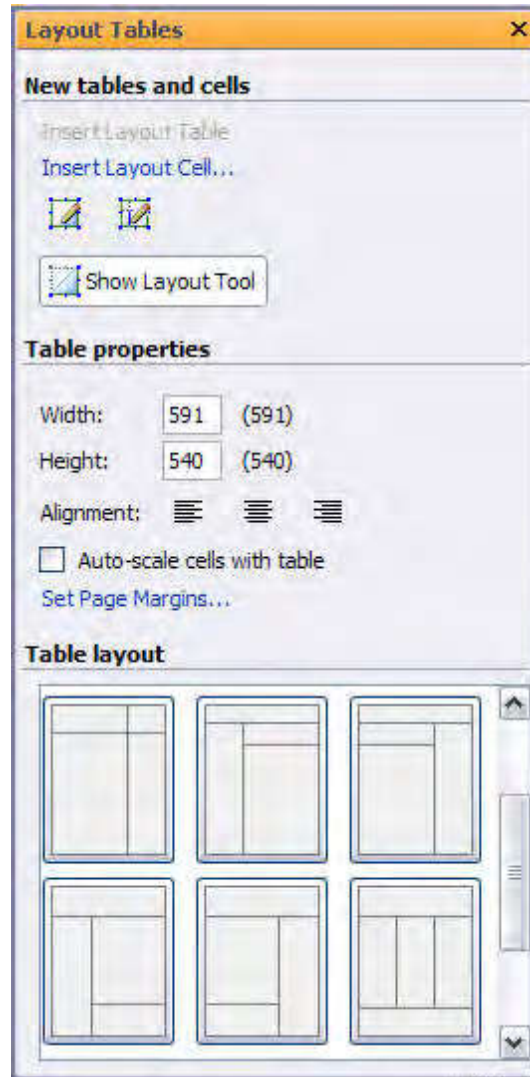 Layout Tables
New tables and cells
Insert Layout Table
Insert Layout Cell...
Show Layout Tool
Table properties
Width: 591 (591)
Height: 540 (540)
Alignment:
Auto-scale cells with table
Set Page Margins...
Table layout